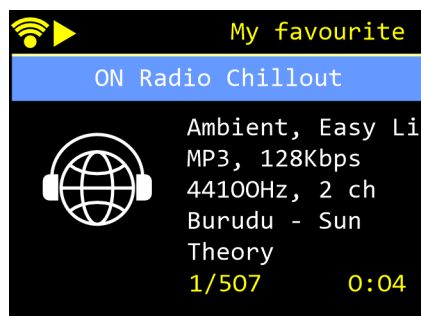 My favourite
ON Radio Chillout
Ambient, Easy Li
MP3, 128Kbps
44100Hz, 2 ch
Burudu - Sun
Theory
1/507 0:04